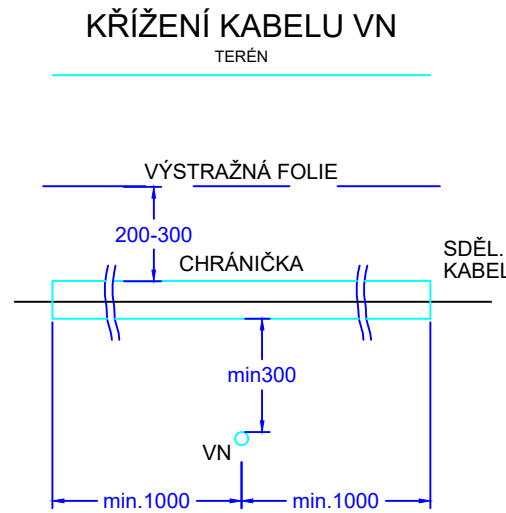 KŘÍŽENÍ KABELU VN
TERÉN
VÝSTRAŽNÁ FOLIE
200-300
CHRÁNIČKA
SDĚL.
KABEL
min300
VN
min.1000
min.1000